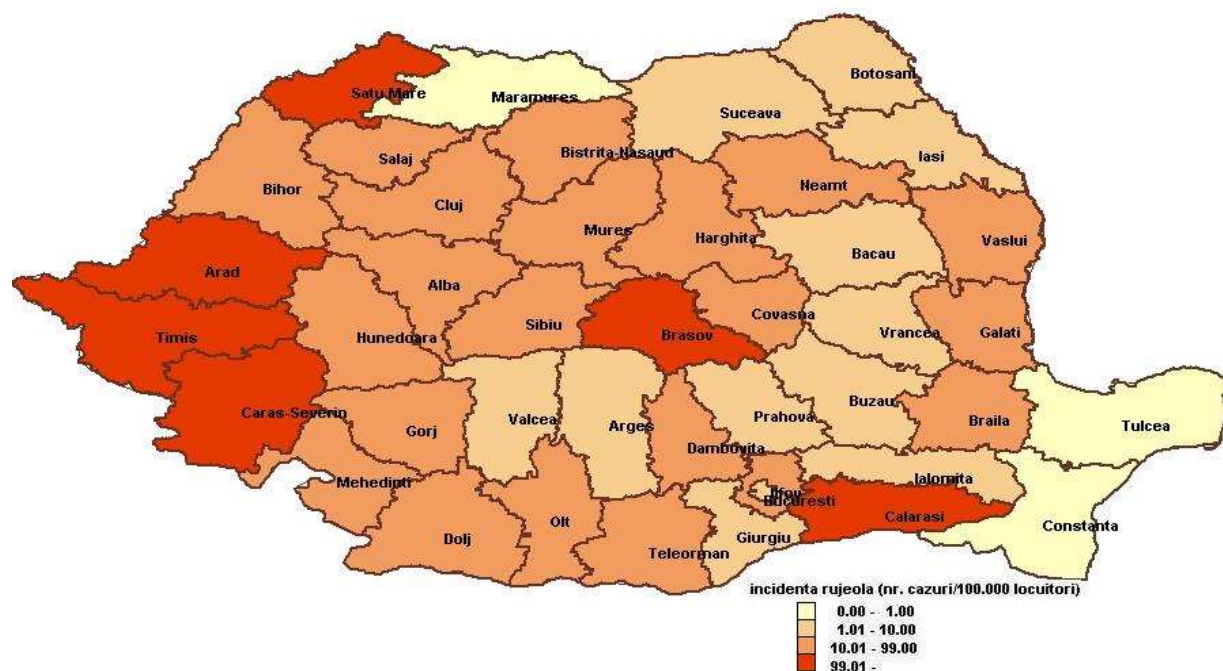 Botosani
Satu Mare
Maramures
Suceava
Iasi
Salaj
Bistrita-Nasaud
Bihor
Neamt
Cluj
Mures
Harghita
Vaslui
Bacau
Arad
Alba
Covasna
Sibiu
Timis
Hunedoara
Brasov
Vrancea
Galati
Caras-Severin
Buzau
Valcea
Prahova
Braila
Arges
Tulcea
Gorj
Dambovita
Mehedinti
Ialomita
Ilfov
Bucuresti
Olt
Calarasi
Constanta
Dolj
Giurgiu
Teleorman
incidenta rujeola (nr. cazuri/100.000 locuitori)
0.00 - 1.00
1.01 - 10.00
10.01 - 99.00
99.01 -